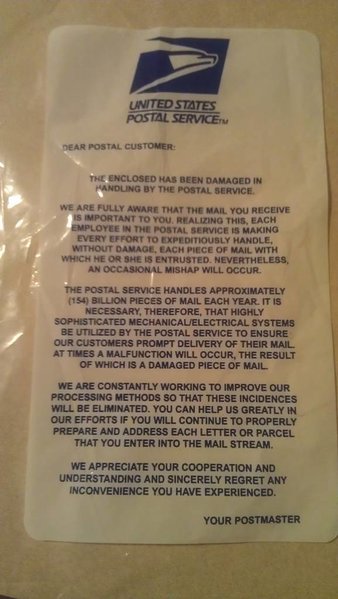 UNITED STATES
POSTAL SERVICE™
DEAR POSTAL CUSTOMER:
THE ENCLOSED HAS BEEN DAMAGED IN
HANDLING BY THE POSTAL SERVICE.
WE ARE FULLY AWARE THAT THE MAIL YOU RECEIVE
IS IMPORTANT TO YOU. REALIZING THIS, EACH
EMPLOYEE IN THE POSTAL SERVICE IS MAKING
EVERY EFFORT TO EXPEDITIOUSLY HANDLE,
WITHOUT DAMAGE, EACH PIECE OF MAIL WITH
WHICH HE OR SHE IS ENTRUSTED. NEVERTHELESS,
AN OCCASIONAL MISHAP WILL OCCUR.
THE POSTAL SERVICE HANDLES APPROXIMATELY
(154) BILLION PIECES OF MAIL EACH YEAR. IT IS
NECESSARY, THEREFORE, THAT HIGHLY
SOPHISTICATED MECHANICAL/ELECTRICAL SYSTEMS
BE UTILIZED BY THE POSTAL SERVICE TO ENSURE
OUR CUSTOMERS PROMPT DELIVERY OF THEIR MAIL.
AT TIMES A MALFUNCTION WILL OCCUR, THE RESULT
OF WHICH IS A DAMAGED PIECE OF MAIL.
WE ARE CONSTANTLY WORKING TO IMPROVE OUR
PROCESSING METHODS SO THAT THESE INCIDENCES
WILL BE ELIMINATED. YOU CAN HELP US GREATLY IN
OUR EFFORTS IF YOU WILL CONTINUE TO PROPERLY
PREPARE AND ADDRESS EACH LETTER OR PARCEL
THAT YOU ENTER INTO THE MAIL STREAM.
WE APPRECIATE YOUR COOPERATION AND
UNDERSTANDING AND SINCERELY REGRET ANY
INCONVENIENCE YOU HAVE EXPERIENCED.
YOUR POSTMASTER